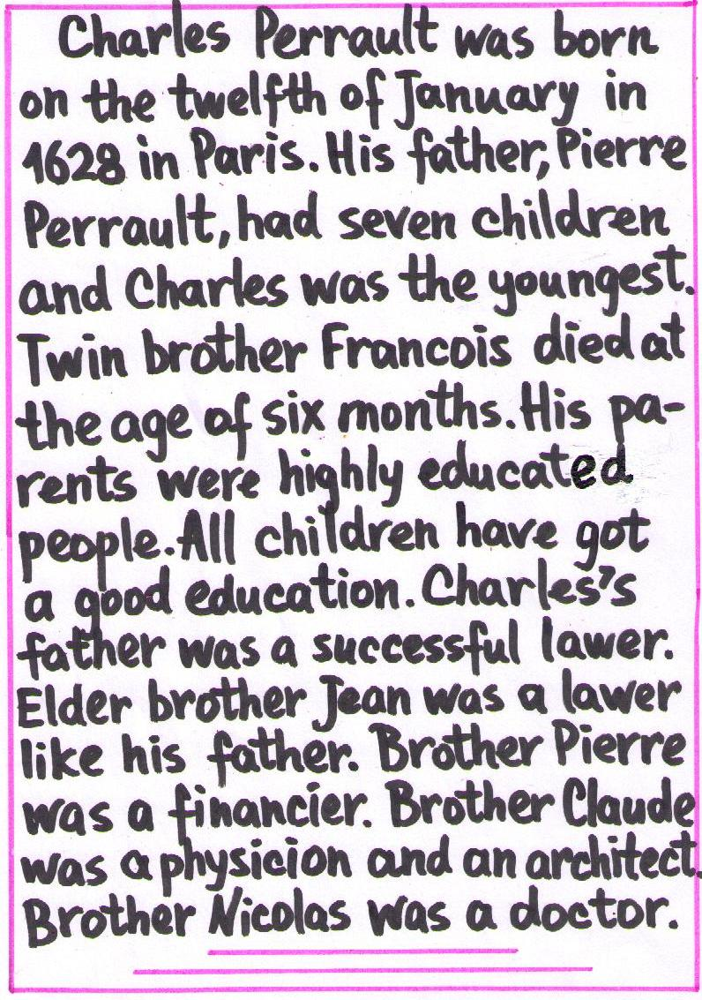 Charles Perrault was born
on the twelfth of January in
1628 in Paris. His father, Pierre
Perrault, had seven children
and Charles was the youngest.
Twin brother Francois died at
the age of six months. His pa-
rents were highly educated
people. All children have got
a good education. Charles's
father was a successful lawer.
Elder brother Jean was a lawer
like his father. Brother Pierre
was a financier. Brother Claude
was a physicion and an architect.
Brother Nicolas was a doctor.